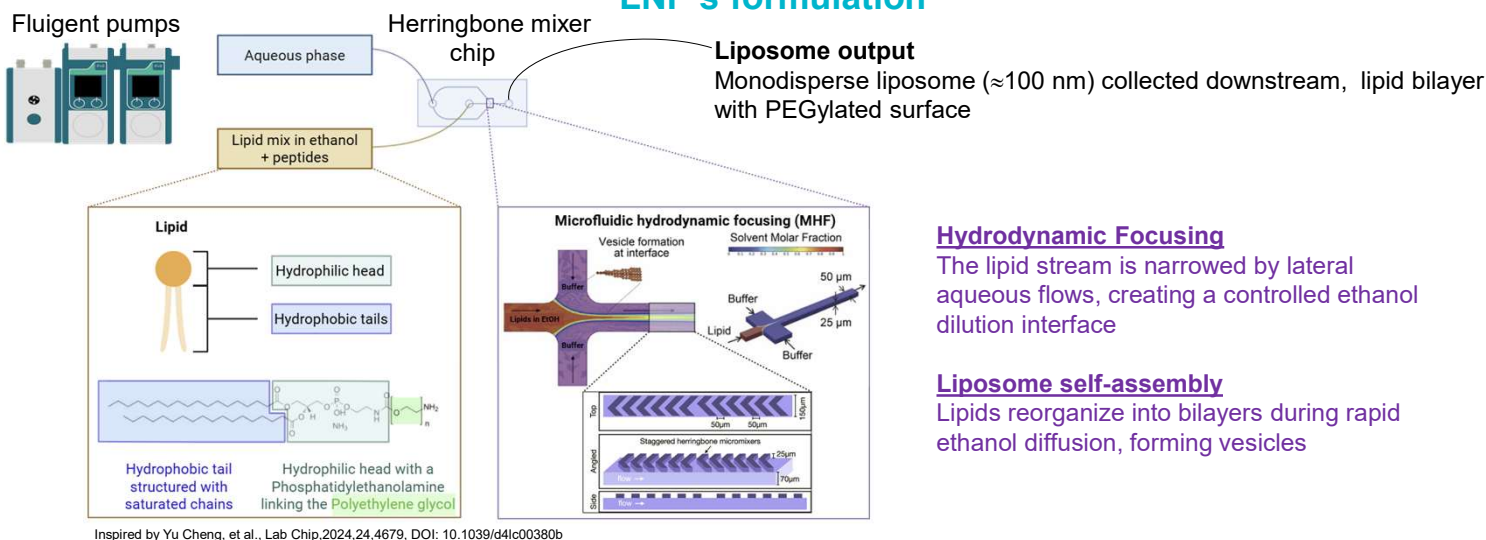 LNP's formulation
Fluigent pumps
Aqueous phase
Herringbone mixer
chip
Liposome output
Monodisperse liposome (≈100 nm) collected downstream, lipid bilayer
with PEGylated surface
Lipid mix in ethanol
+ peptides
Lipid
Hydrophilic head
Hydrophobic tails
O
O
O
H
O
O
P
OH
O
NH₃
N
H
O
O
NH₂
n
Hydrophobic tail
structured with
saturated chains
Hydrophilic head with a
Phosphatidylethanolamine
linking the Polyethylene glycol
Microfluidic hydrodynamic focusing (MHF)
Vesicle formation
at interface
Solvent Molar Fraction
Buffer
Lipids in EtOH
Buffer
50 µm
25 µm
Buffer
Lipid
Buffer
Top
150µm
50µm 50µm
Staggered herringbone micromixers
Angled
25µm
flow →
70µm
Side
flow →
Hydrodynamic Focusing
The lipid stream is narrowed by lateral
aqueous flows, creating a controlled ethanol
dilution interface
Liposome self-assembly
Lipids reorganize into bilayers during rapid
ethanol diffusion, forming vesicles
Inspired by Yu Cheng, et al., Lab Chip,2024,24,4679, DOI: 10.1039/d4lc00380b